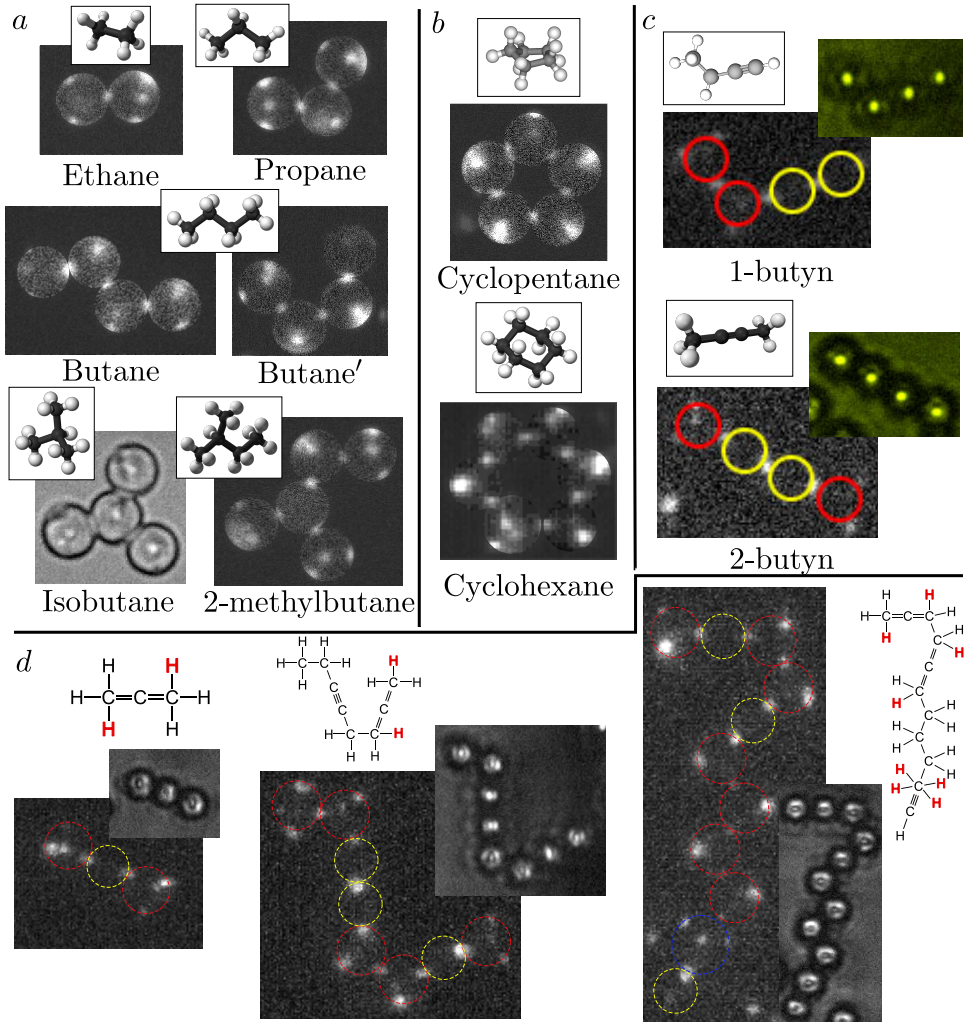 a
Ethane
Propane
Butane
Butane′
Isobutane
2-methylbutane
b
Cyclopentane
Cyclohexane
c
1-butyn
2-butyn
d
H H
H C C C H
H H
H H H
H C C H
H C H C H
C C
H C C H
H H
H H
H C C C H
H C H
C
H C H
H C H
H C H
H C H
H C H
H H
C
H